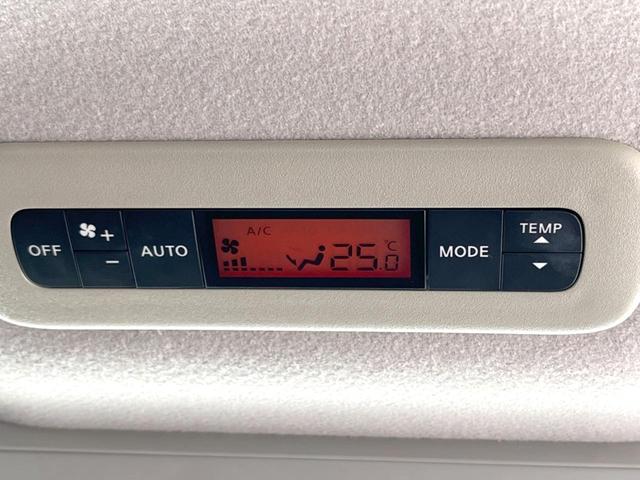 OFF
+
−
AUTO
A/C
25.0 °C
MODE
TEMP